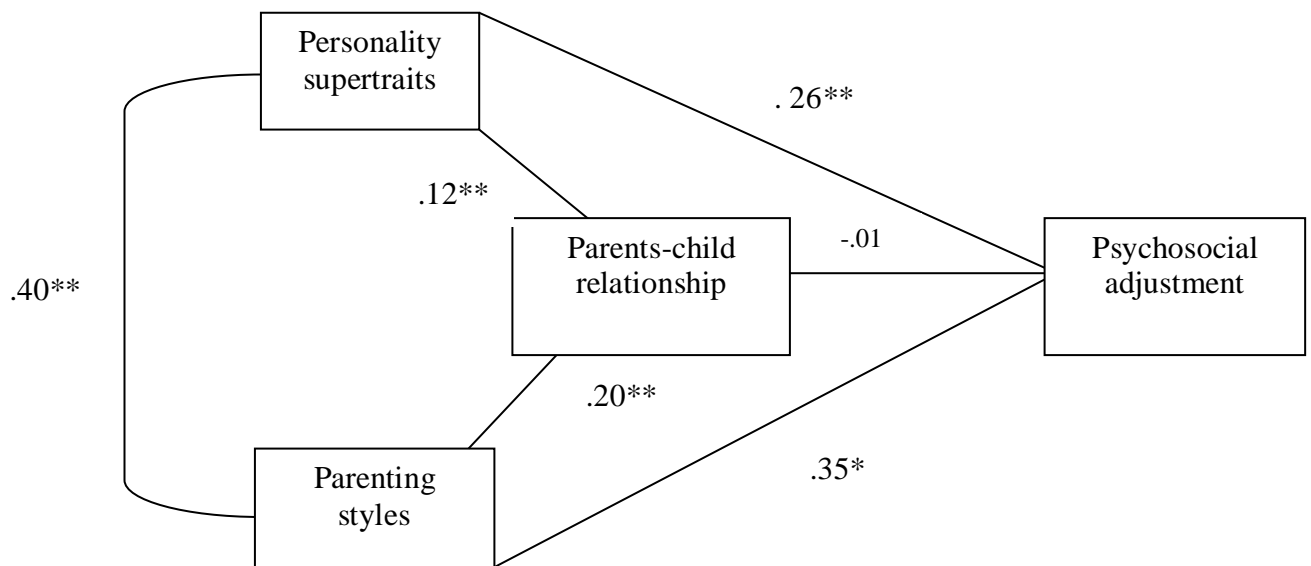 Personality
supertraits
. 26**
.12**
Parents-child
relationship
-.01
Psychosocial
adjustment
.40**
.20**
.35*
Parenting
styles